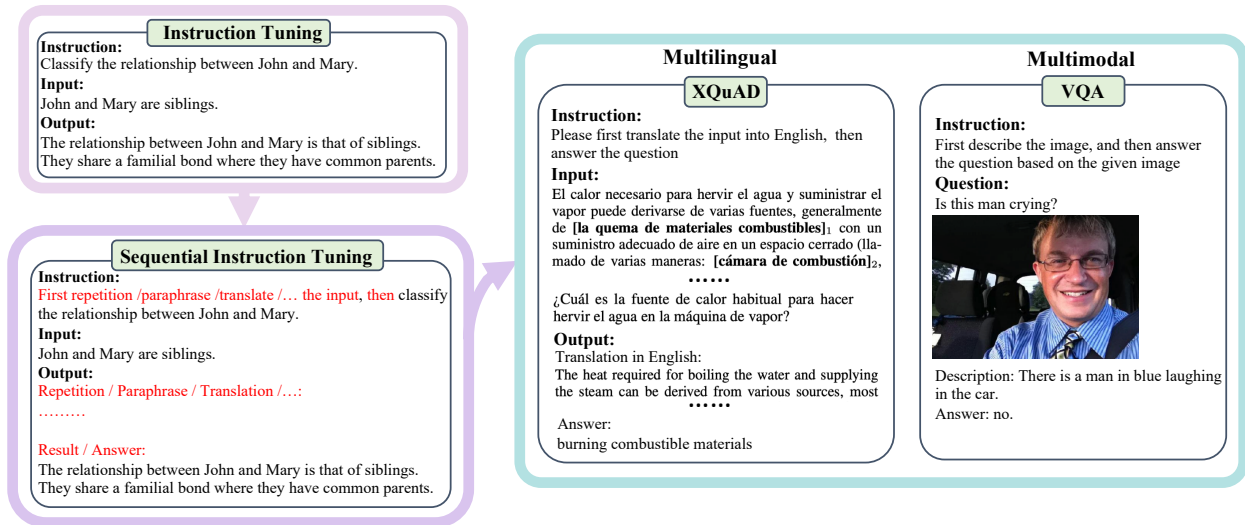 Instruction Tuning
Instruction:
Classify the relationship between John and Mary.
Input:
John and Mary are siblings.
Output:
The relationship between John and Mary is that of siblings.
They share a familial bond where they have common parents.
Sequential Instruction Tuning
Instruction:
First repetition /paraphrase /translate /… the input, then classify
the relationship between John and Mary.
Input:
John and Mary are siblings.
Output:
Repetition / Paraphrase / Translation /…:
………
Result / Answer:
The relationship between John and Mary is that of siblings.
They share a familial bond where they have common parents.
Multilingual
XQuAD
Instruction:
Please first translate the input into English, then
answer the question
Input:
El calor necesario para hervir el agua y suministrar el
vapor puede derivarse de varias fuentes, generalmente
de [la quema de materiales combustibles]₁ con un
suministro adecuado de aire en un espacio cerrado (lla-
mado de varias maneras: [cámara de combustión]₂,
……
¿Cuál es la fuente de calor habitual para hacer
hervir el agua en la máquina de vapor?
Output:
Translation in English:
The heat required for boiling the water and supplying
the steam can be derived from various sources, most
……
Answer:
burning combustible materials
Multimodal
VQA
Instruction:
First describe the image, and then answer
the question based on the given image
Question:
Is this man crying?
Description: There is a man in blue laughing
in the car.
Answer: no.